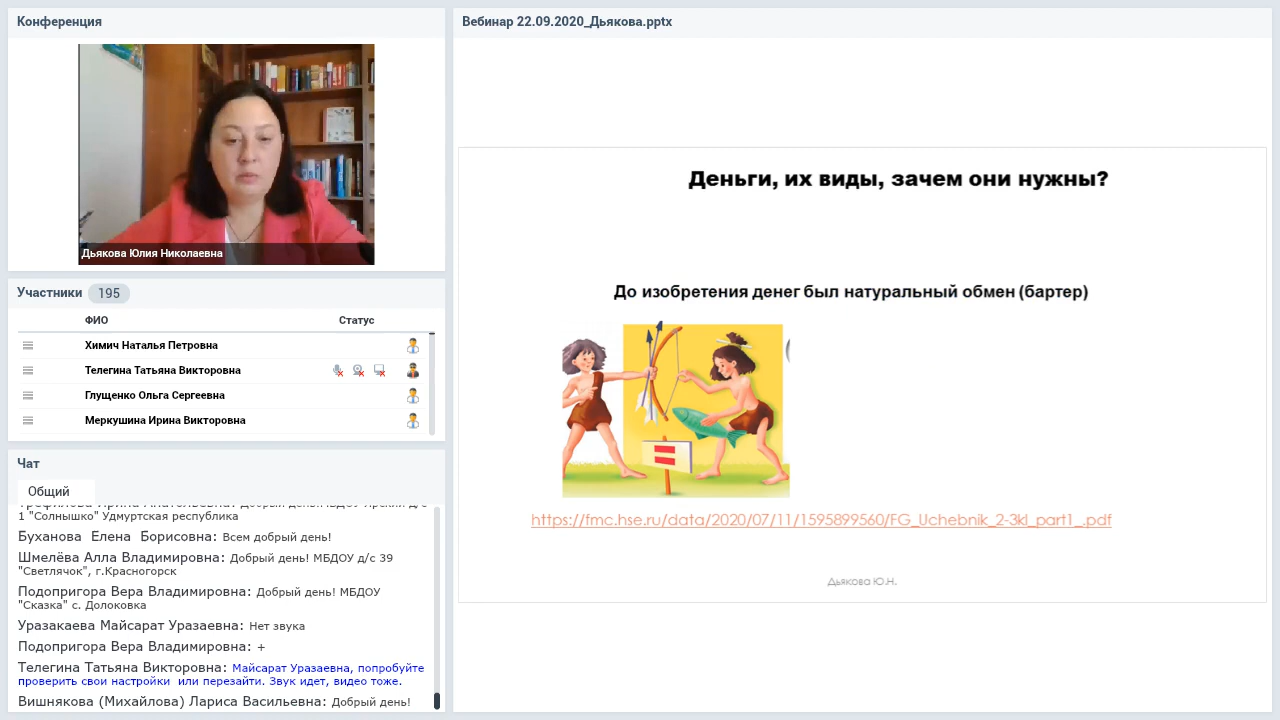 Конференция
Дьякова Юлия Николаевна
Участники 195
ФИО Статус
Химич Наталья Петровна
Телегина Татьяна Викторовна
Глущенко Ольга Сергеевна
Меркушина Ирина Викторовна
Чат
Общий
1 "Солнышко" Удмуртская республика
Буханова Елена Борисовна: Всем добрый день!
Шмелёва Алла Владимировна: Добрый день! МБДОУ д/с 39
"Светлячок", г.Красногорск
Подопригора Вера Владимировна: Добрый день! МБДОУ
"Сказка" с. Долоковка
Уразакаева Майсарат Уразаевна: Нет звука
Подопригора Вера Владимировна: +
Телегина Татьяна Викторовна: Майсарат Уразаевна, попробуйте
проверить свои настройки или перезайти. Звук идет, видео тоже.
Вишнякова (Михайлова) Лариса Васильевна: Добрый день!
Вебинар 22.09.2020_Дьякова.pptx
Деньги, их виды, зачем они нужны?
До изобретения денег был натуральный обмен (бартер)
https://fmc.hse.ru/data/2020/07/11/1595899560/FG_Uchebnik_2-3kl_part1_.pdf
Дьякова Ю.Н.